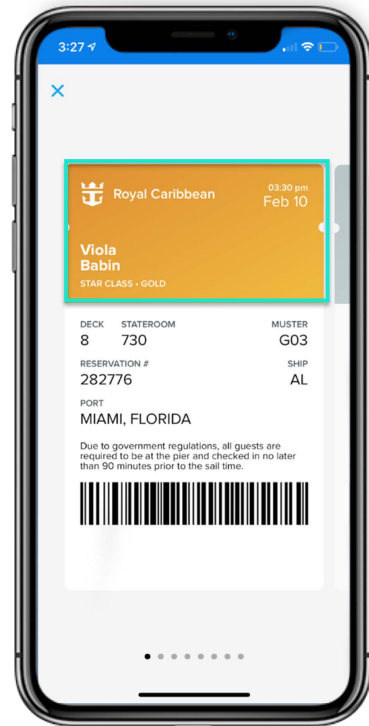 3:27
Royal Caribbean
03:30 pm
Feb 10
Viola
Babin
STAR CLASS • GOLD
DECK STATEROOM MUSTER
8 730 G03
RESERVATION # SHIP
282776 AL
PORT
MIAMI, FLORIDA
Due to government regulations, all guests are
required to be at the pier and checked in no later
than 90 minutes prior to the sail time.